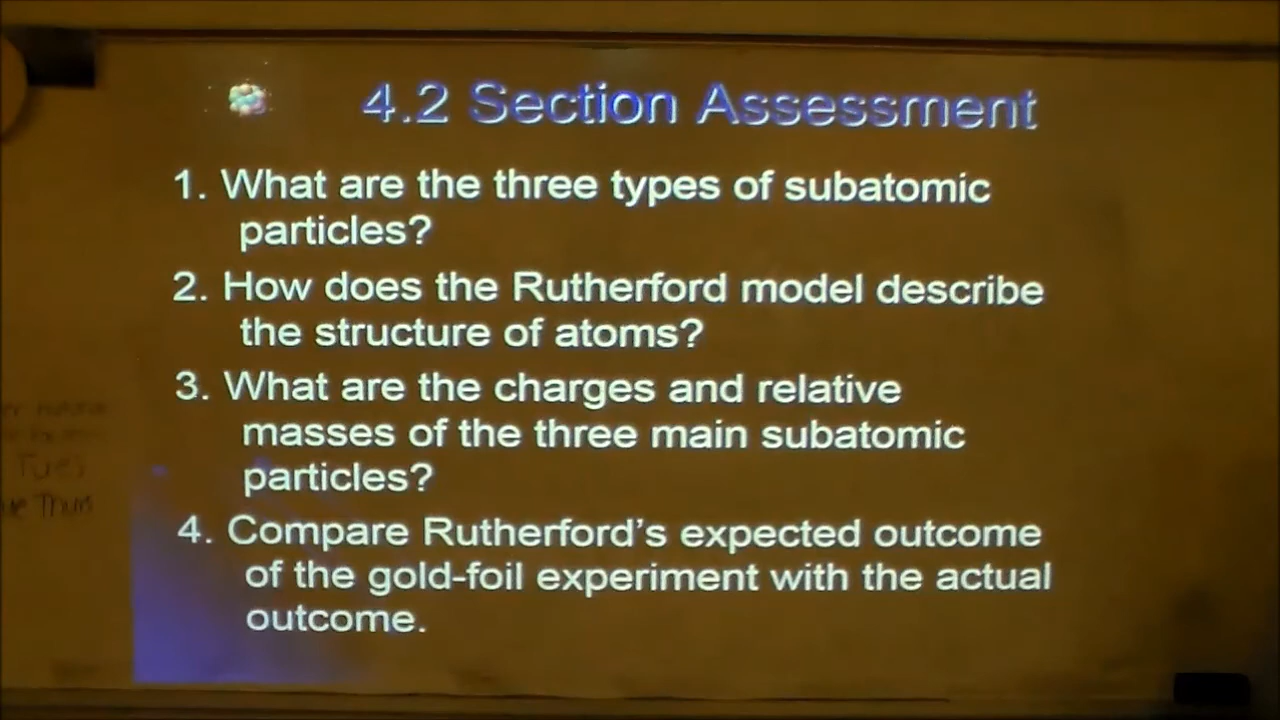 4.2 Section Assessment
1. What are the three types of subatomic
particles?
2. How does the Rutherford model describe
the structure of atoms?
3. What are the charges and relative
masses of the three main subatomic
particles?
4. Compare Rutherford's expected outcome
of the gold-foil experiment with the actual
outcome.
Tues
Thurs